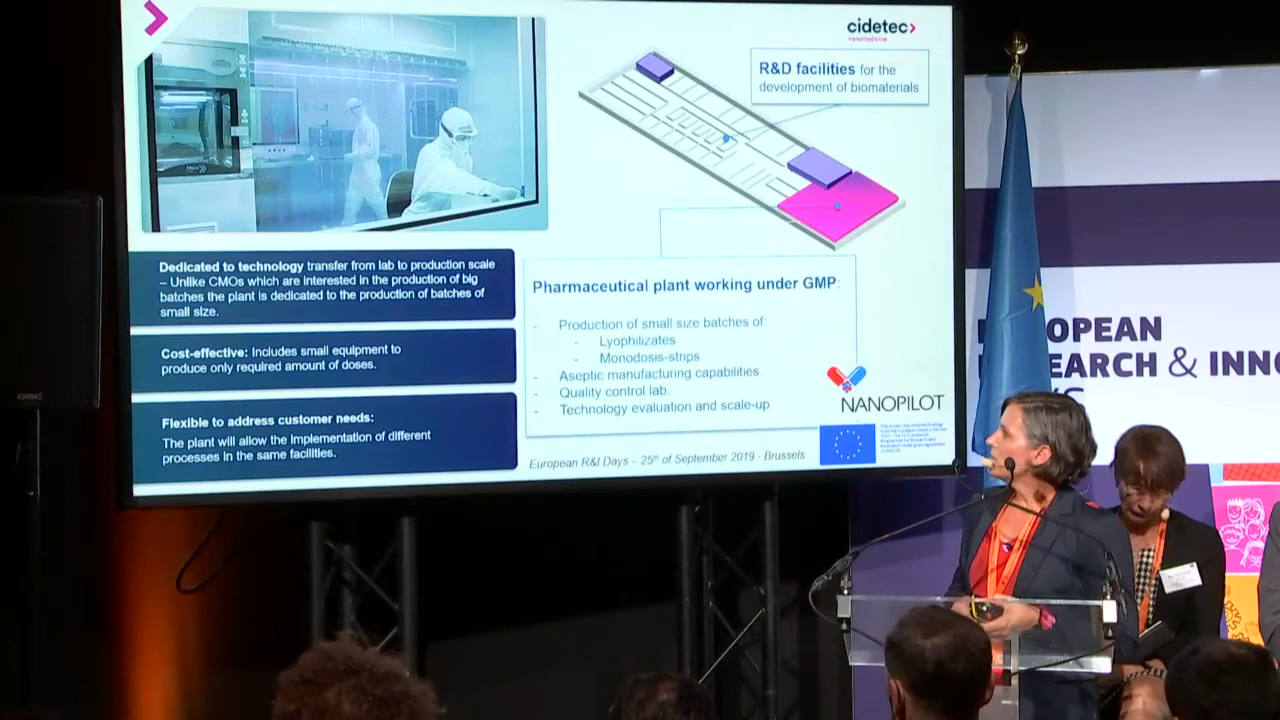 cidetec>
nanomedicine
R&D facilities for the
development of biomaterials
Dedicated to technology transfer from lab to production scale
– Unlike CMOs which are interested in the production of big
batches the plant is dedicated to the production of batches of
small size.
Cost-effective: Includes small equipment to
produce only required amount of doses.
Flexible to address customer needs:
The plant will allow the implementation of different
processes in the same facilities.
Pharmaceutical plant working under GMP:
- Production of small size batches of:
- Lyophilizates
- Monodosis-strips
- Aseptic manufacturing capabilities.
- Quality control lab.
- Technology evaluation and scale-up.
NANOPILOT
European R&I Days – 25th of September 2019 - Brussels
OPEAN
EARCH & INNO
QSC